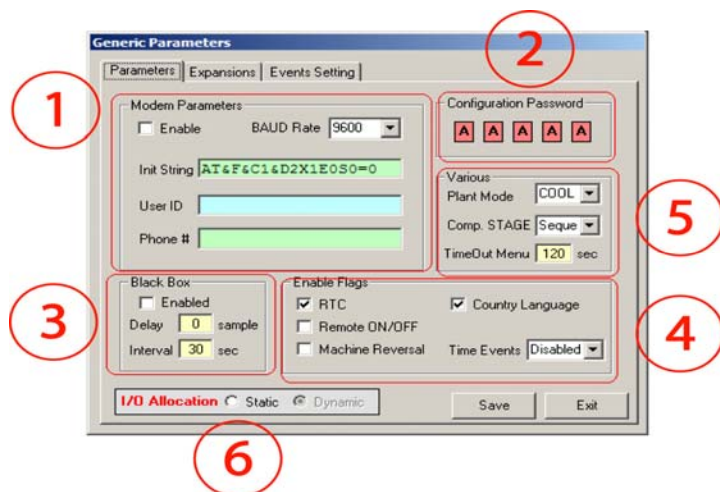 Generic Parameters
2
Parameters Expansions Events Setting
1
Modem Parameters
Enable BAUD Rate 9600
Init String AT&F&C1&D2X1E0S0=0
User ID
Phone #
Configuration Password
A A A A A
Various
Plant Mode COOL
Comp. STAGE Seque
TimeOut Menu 120 sec
5
3
Black Box
Enabled
Delay 0 sample
Interval 30 sec
Enable Flags
RTC Country Language
Remote ON/OFF
Machine Reversal Time Events Disabled
4
I/O Allocation Static Dynamic
Save Exit
6